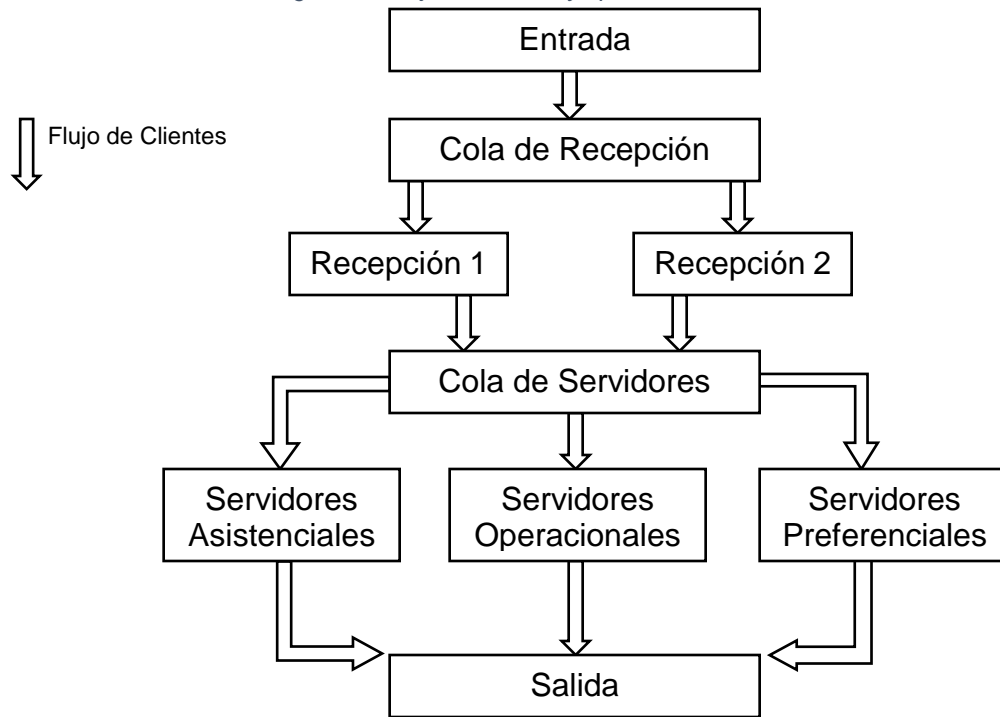 Entrada
Flujo de Clientes
Cola de Recepción
Recepción 1
Recepción 2
Cola de Servidores
Servidores
Asistenciales
Servidores
Operacionales
Servidores
Preferenciales
Salida